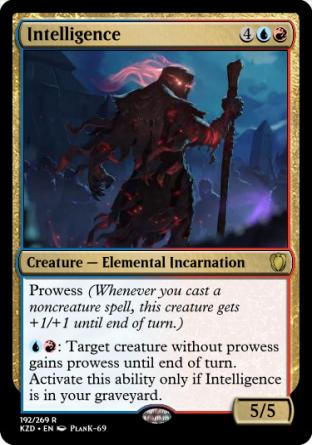 Intelligence 4
Creature — Elemental Incarnation
Prowess (Whenever you cast a
noncreature spell, this creature gets
+1/+1 until end of turn.)
: Target creature without prowess
gains prowess until end of turn.
Activate this ability only if Intelligence
is in your graveyard.
5/5
192/269 R
KZD • EN PlanK-69